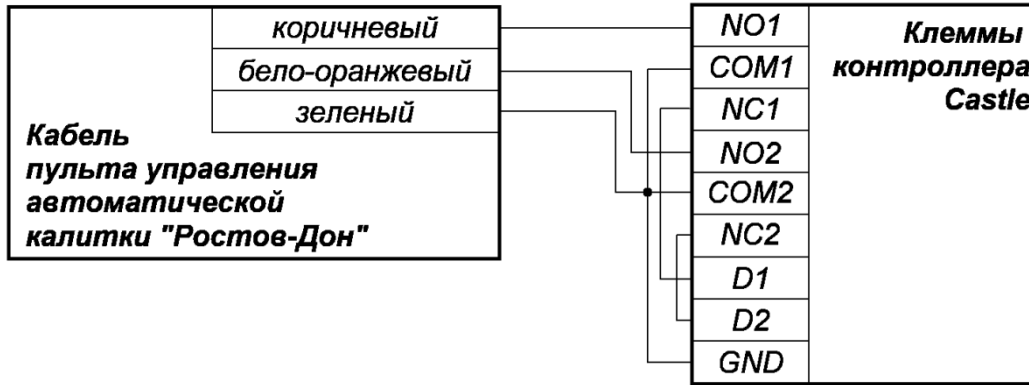 коричневый
бело-оранжевый
зеленый
Кабель
пульта управления
автоматической
калитки "Ростов-Дон"
NO1
COM1
NC1
NO2
COM2
NC2
D1
D2
GND
Клеммы
контроллера
Castle